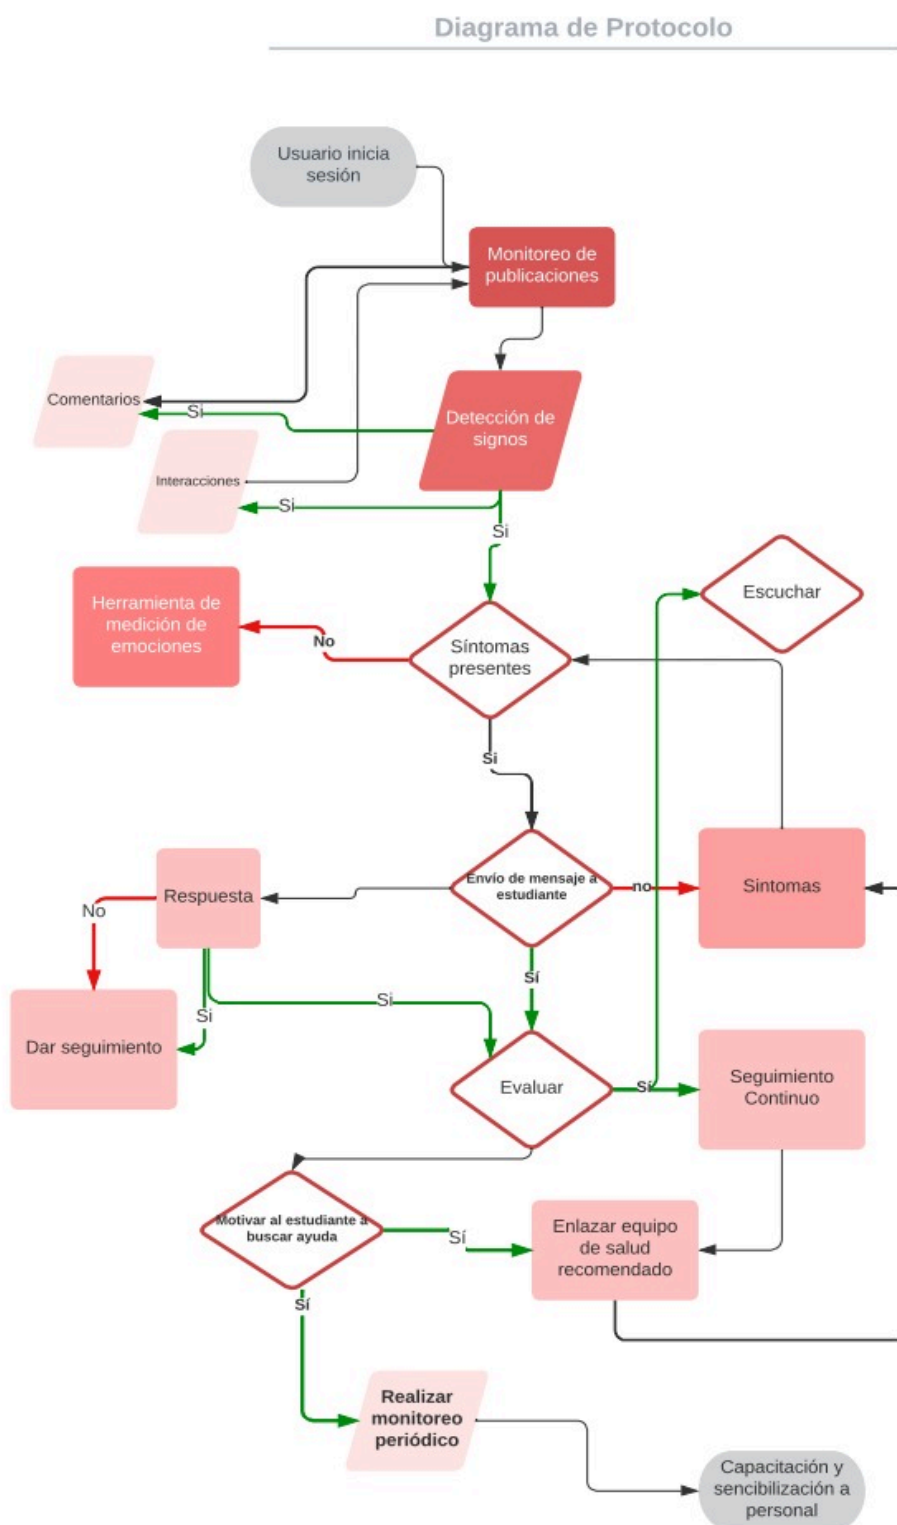 Diagrama de Protocolo
Usuario inicia
sesión
Monitoreo de
publicaciones
Comentarios
Si
Detección de
signos
Interacciones
Si
Si
Herramienta de
medición de
emociones
No
Síntomas
presentes
Escuchar
Si
Respuesta
Envío de mensaje a
estudiante
no
Sintomas
No
Sí
Si
Si
Dar seguimiento
Evaluar
Sí
Seguimiento
Continuo
Motivar al estudiante a
buscar ayuda
Sí
Enlazar equipo
de salud
recomendado
Sí
Realizar
monitoreo
periódico
Capacitación y
sencibilización a
personal